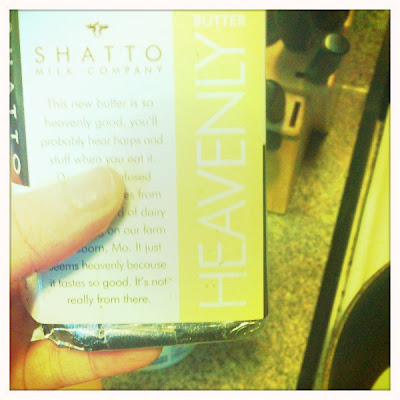 SHATTO
MILK COMPANY
This new butter is so
heavenly good, you'll
probably hear harps and
stuff when you eat it.
from
of dairy
on our farm
Mo. It just
seems heavenly because
it tastes so good. It's not
really from there.
BUTTER
HEAVENLY
SHATTO